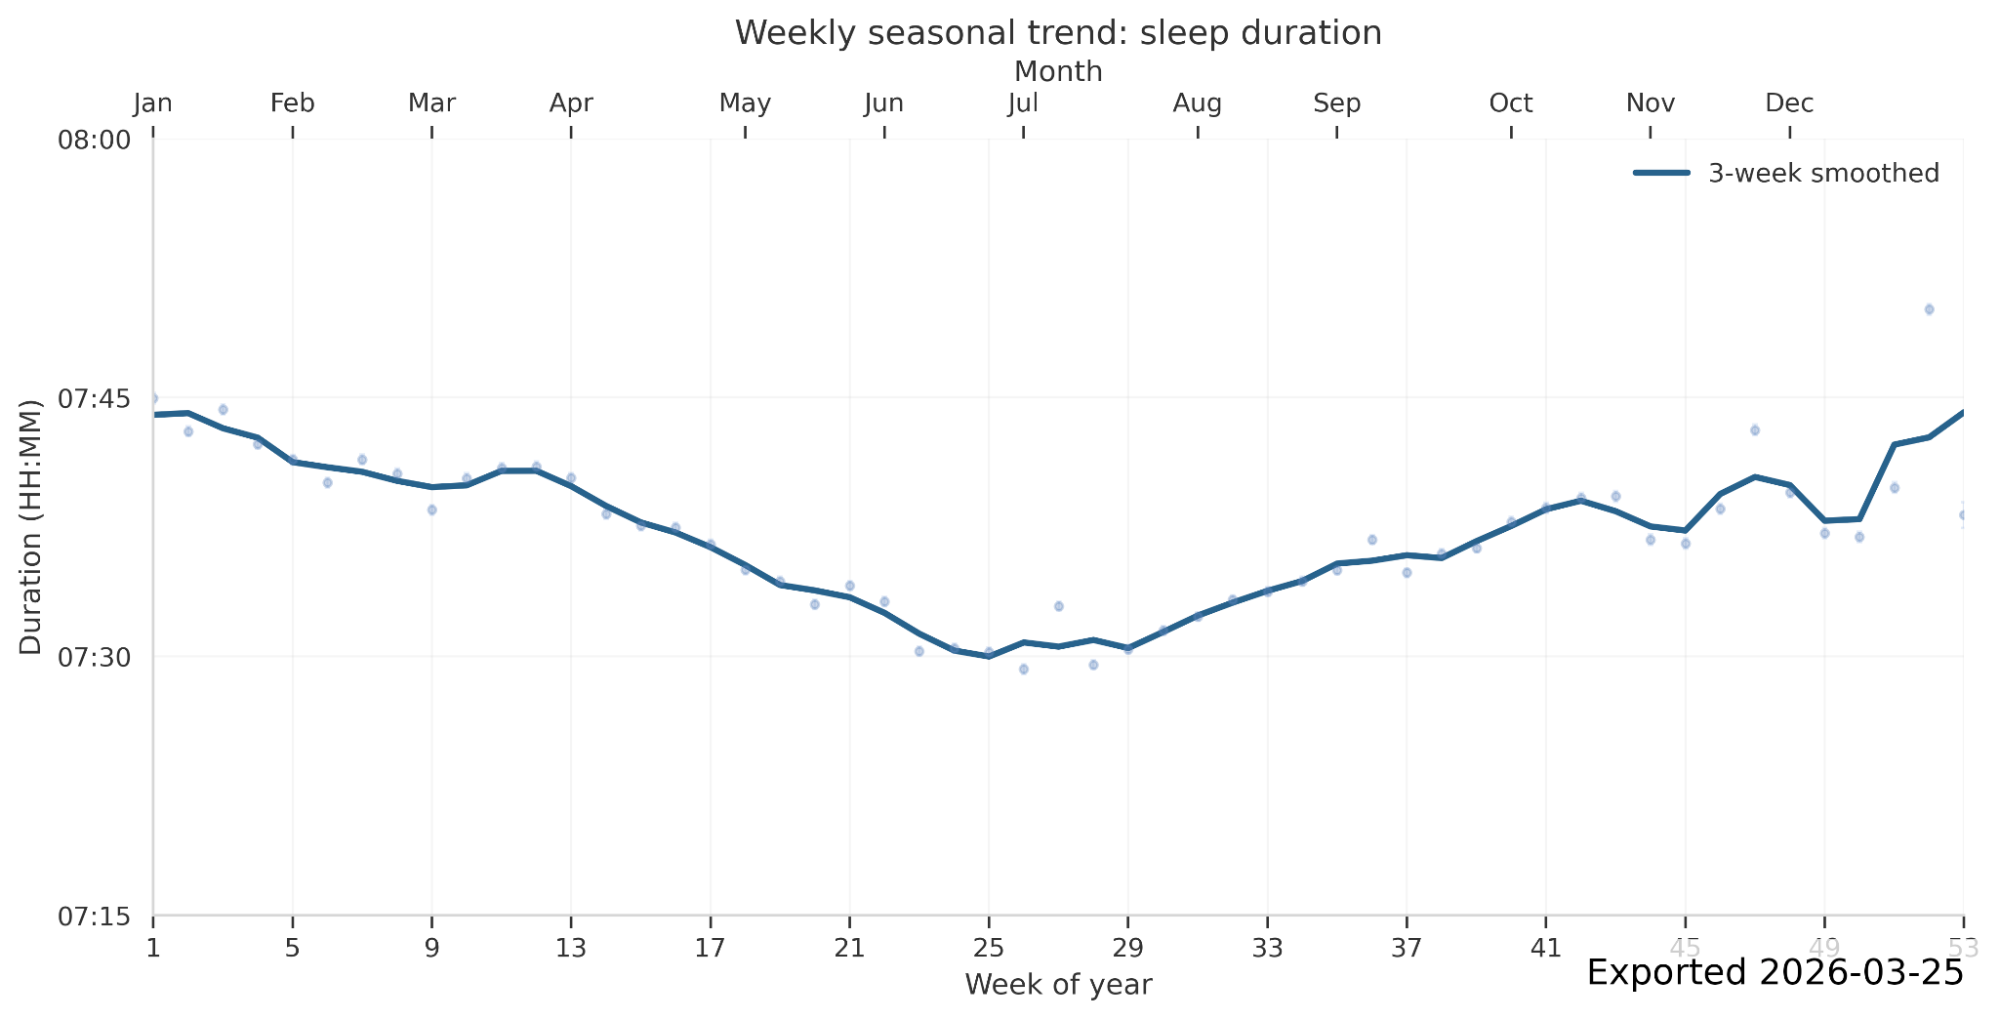 Weekly seasonal trend: sleep duration
Month
Jan Feb Mar Apr May Jun Jul Aug Sep Oct Nov Dec
08:00
3-week smoothed
07:45
Duration (HH:MM)
07:30
07:15
1 5 9 13 17 21 25 29 33 37 41 45 49 53
Week of year
Exported 2026-03-25